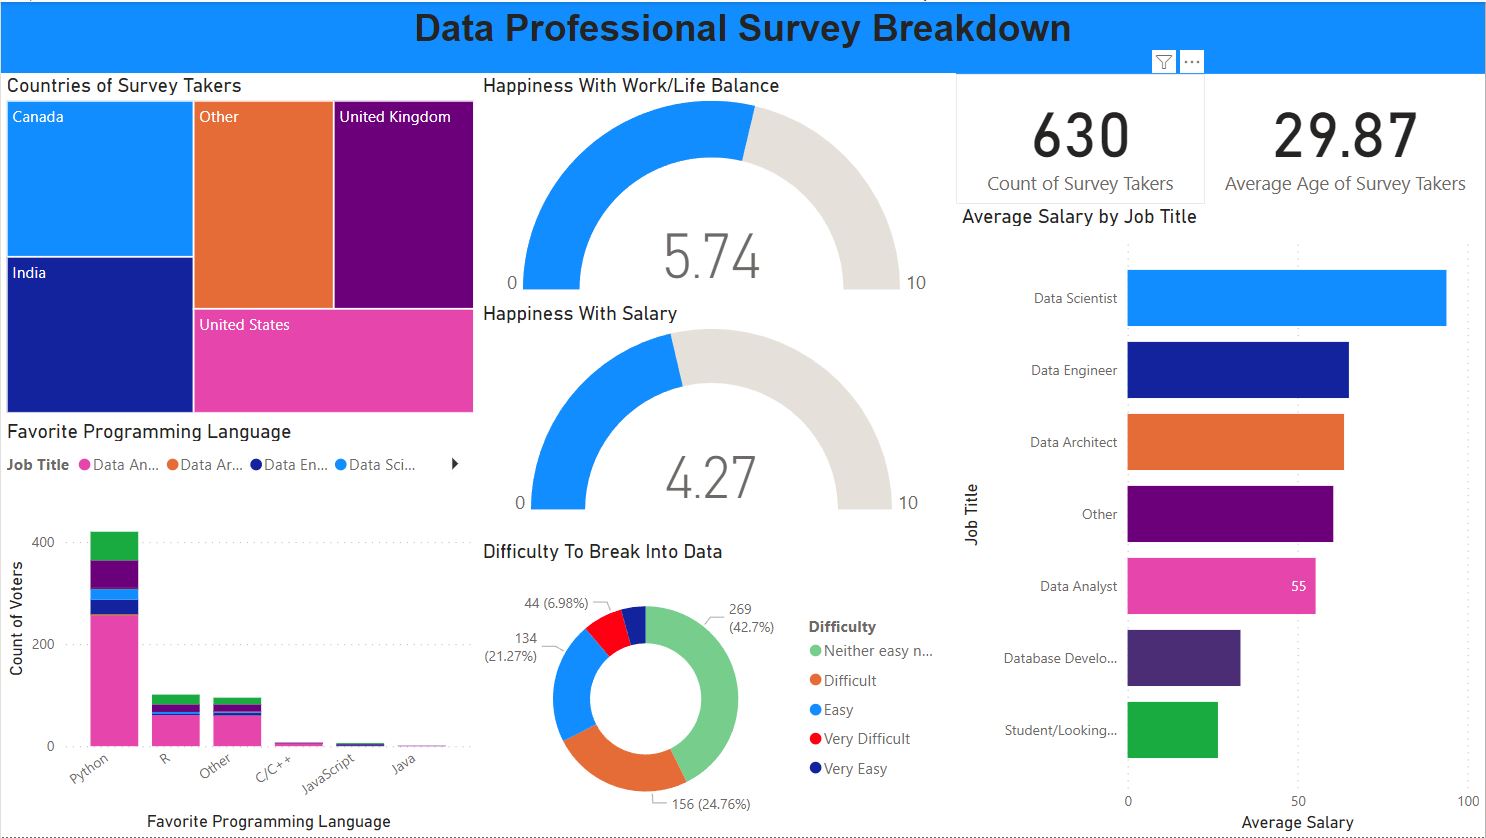 Data Professional Survey Breakdown
Countries of Survey Takers
Canada
Other
United Kingdom
India
United States
Happiness With Work/Life Balance
5.74
0
10
Happiness With Salary
4.27
0
10
630
Count of Survey Takers
29.87
Average Age of Survey Takers
Favorite Programming Language
Job Title
Data An...
Data Ar...
Data En...
Data Sci...
Count of Voters
400
200
0
Python
R
Other
C/C++
JavaScript
Java
Favorite Programming Language
Difficulty To Break Into Data
44 (6.98%)
269
(42.7%)
134
(21.27%)
156 (24.76%)
Difficulty
Neither easy n...
Difficult
Easy
Very Difficult
Very Easy
Average Salary by Job Title
Job Title
Data Scientist
Data Engineer
Data Architect
Other
Data Analyst
55
Database Develo...
Student/Looking...
0
50
100
Average Salary